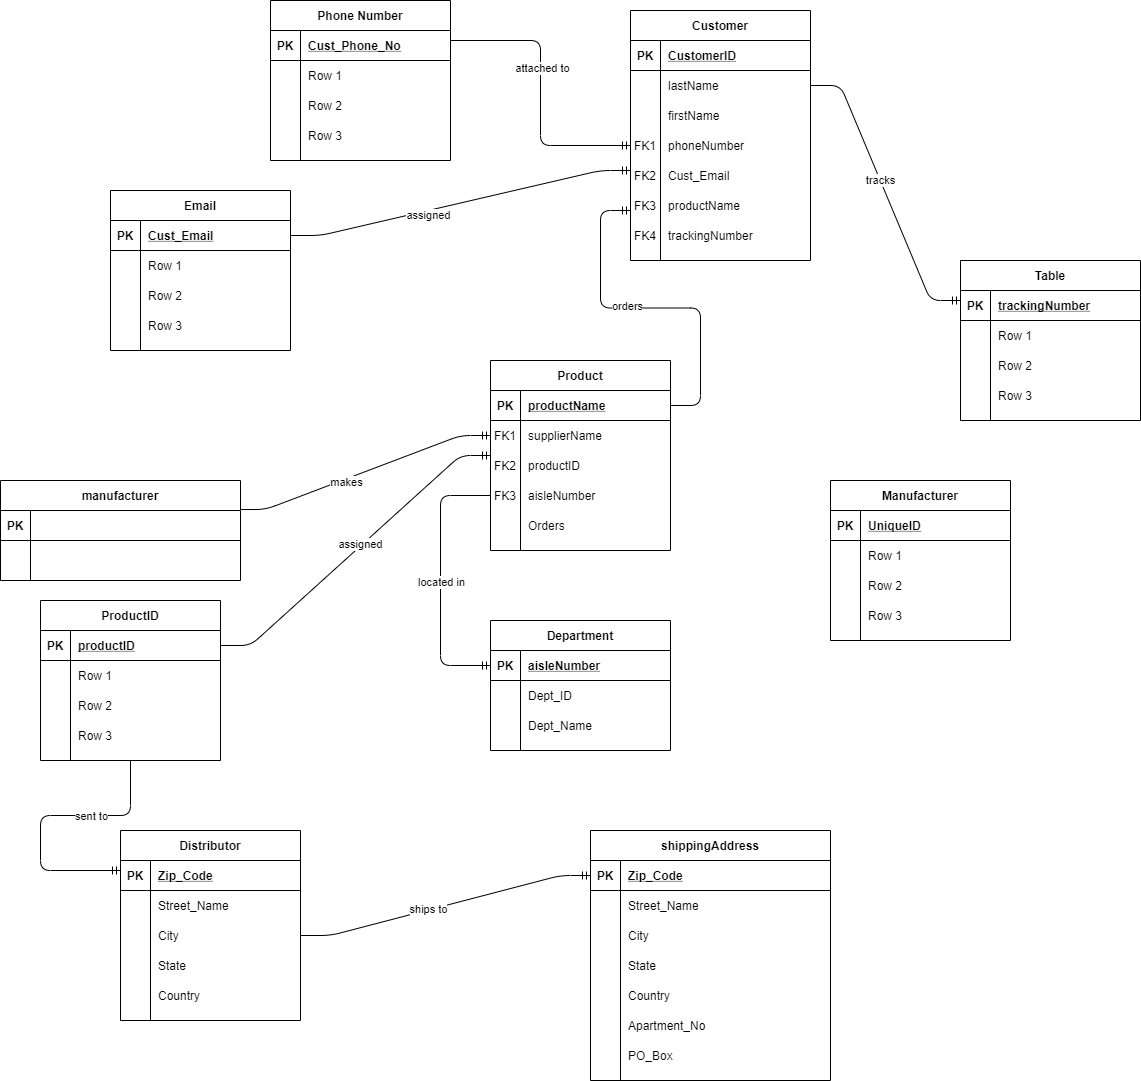 Phone Number
PK Cust_Phone_No
Row 1
Row 2
Row 3
attached to
Customer
PK CustomerID
lastName
firstName
FK1 phoneNumber
FK2 Cust_Email
FK3 productName
FK4 trackingNumber
tracks
Email
PK Cust_Email
Row 1
Row 2
Row 3
assigned
Table
PK trackingNumber
Row 1
Row 2
Row 3
orders
Product
PK productName
FK1 supplierName
FK2 productID
FK3 aisleNumber
Orders
manufacturer
PK
makes
assigned
located in
Manufacturer
PK UniqueID
Row 1
Row 2
Row 3
ProductID
PK productID
Row 1
Row 2
Row 3
Department
PK aisleNumber
Dept_ID
Dept_Name
sent to
Distributor
PK Zip_Code
Street_Name
City
State
Country
ships to
shippingAddress
PK Zip_Code
Street_Name
City
State
Country
Apartment_No
PO_Box